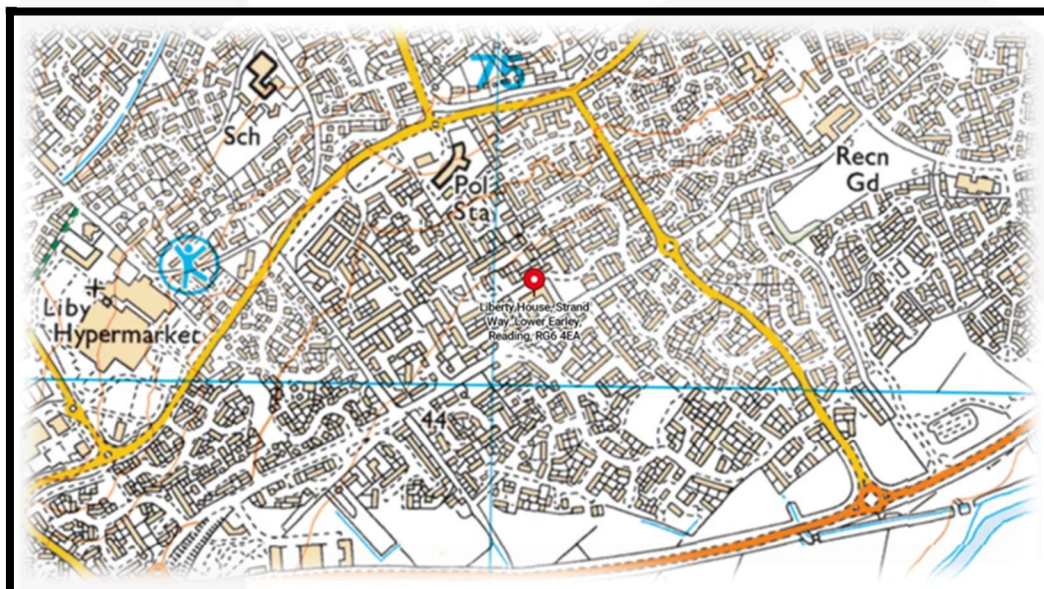 75
Sch
Recn
Gd
Pol
Sta
Liberty House, Strand
Way, Lower Earley,
Reading, RG6 4EA
Liby
Hypermarket
44